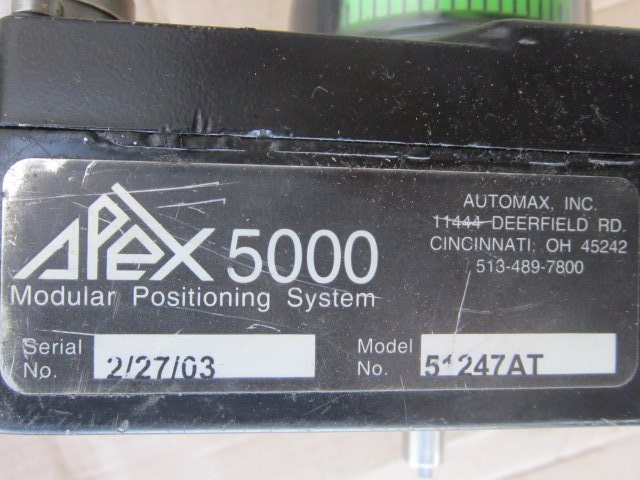 APEX 5000
Modular Positioning System
AUTOMAX, INC.
11444 DEERFIELD RD.
CINCINNATI, OH 45242
513-489-7800
Serial No. 2/27/03
Model No. 51247AT